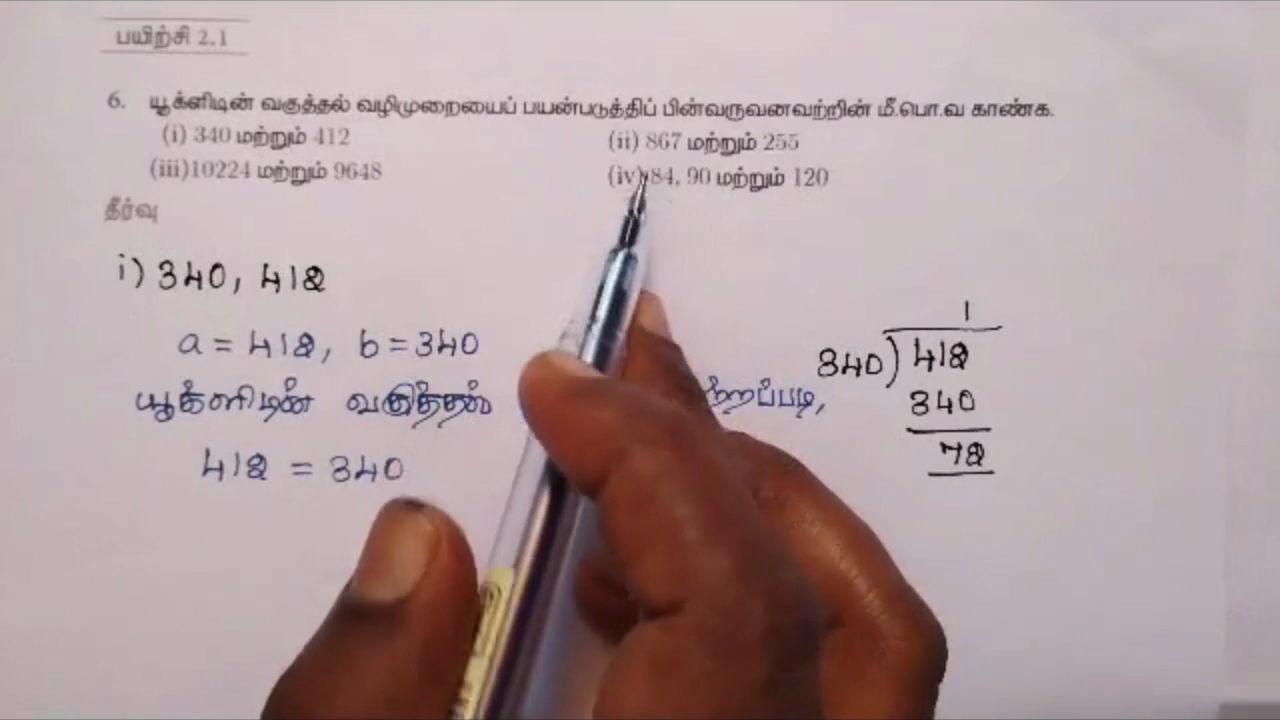 பயிற்சி 2.1
6. யூக்ளிடின் வகுத்தல் வழிமுறையைப் பயன்படுத்திப் பின்வருவனவற்றின் மீ.பொ.வ காண்க.
(i) 340 மற்றும் 412 (ii) 867 மற்றும் 255
(iii)10224 மற்றும் 9648 (iv) 84, 90 மற்றும் 120
தீர்வு
i) 340, 412
a = 412, b = 340
யூக்ளிடின் வகுத்தல்
412 = 340
1
340) 412
340
72